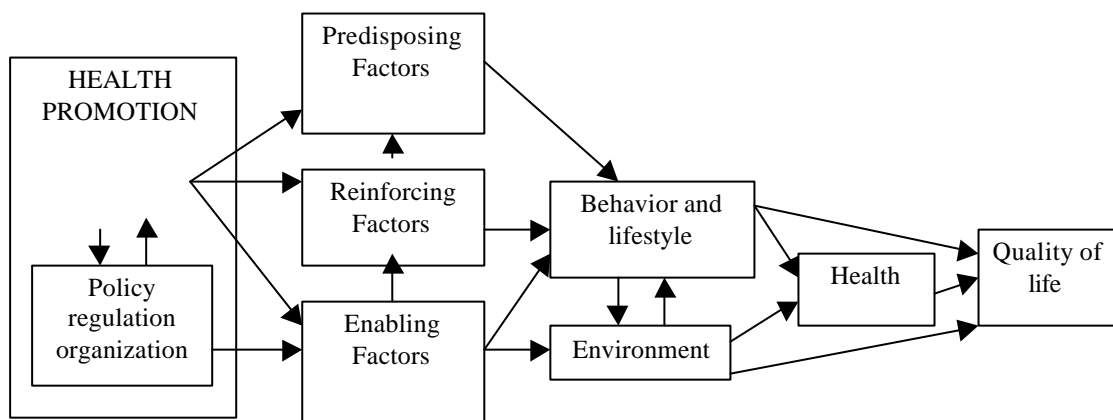 HEALTH
PROMOTION
Policy
regulation
organization
Predisposing
Factors
Reinforcing
Factors
Enabling
Factors
Behavior and
lifestyle
Environment
Health
Quality of
life